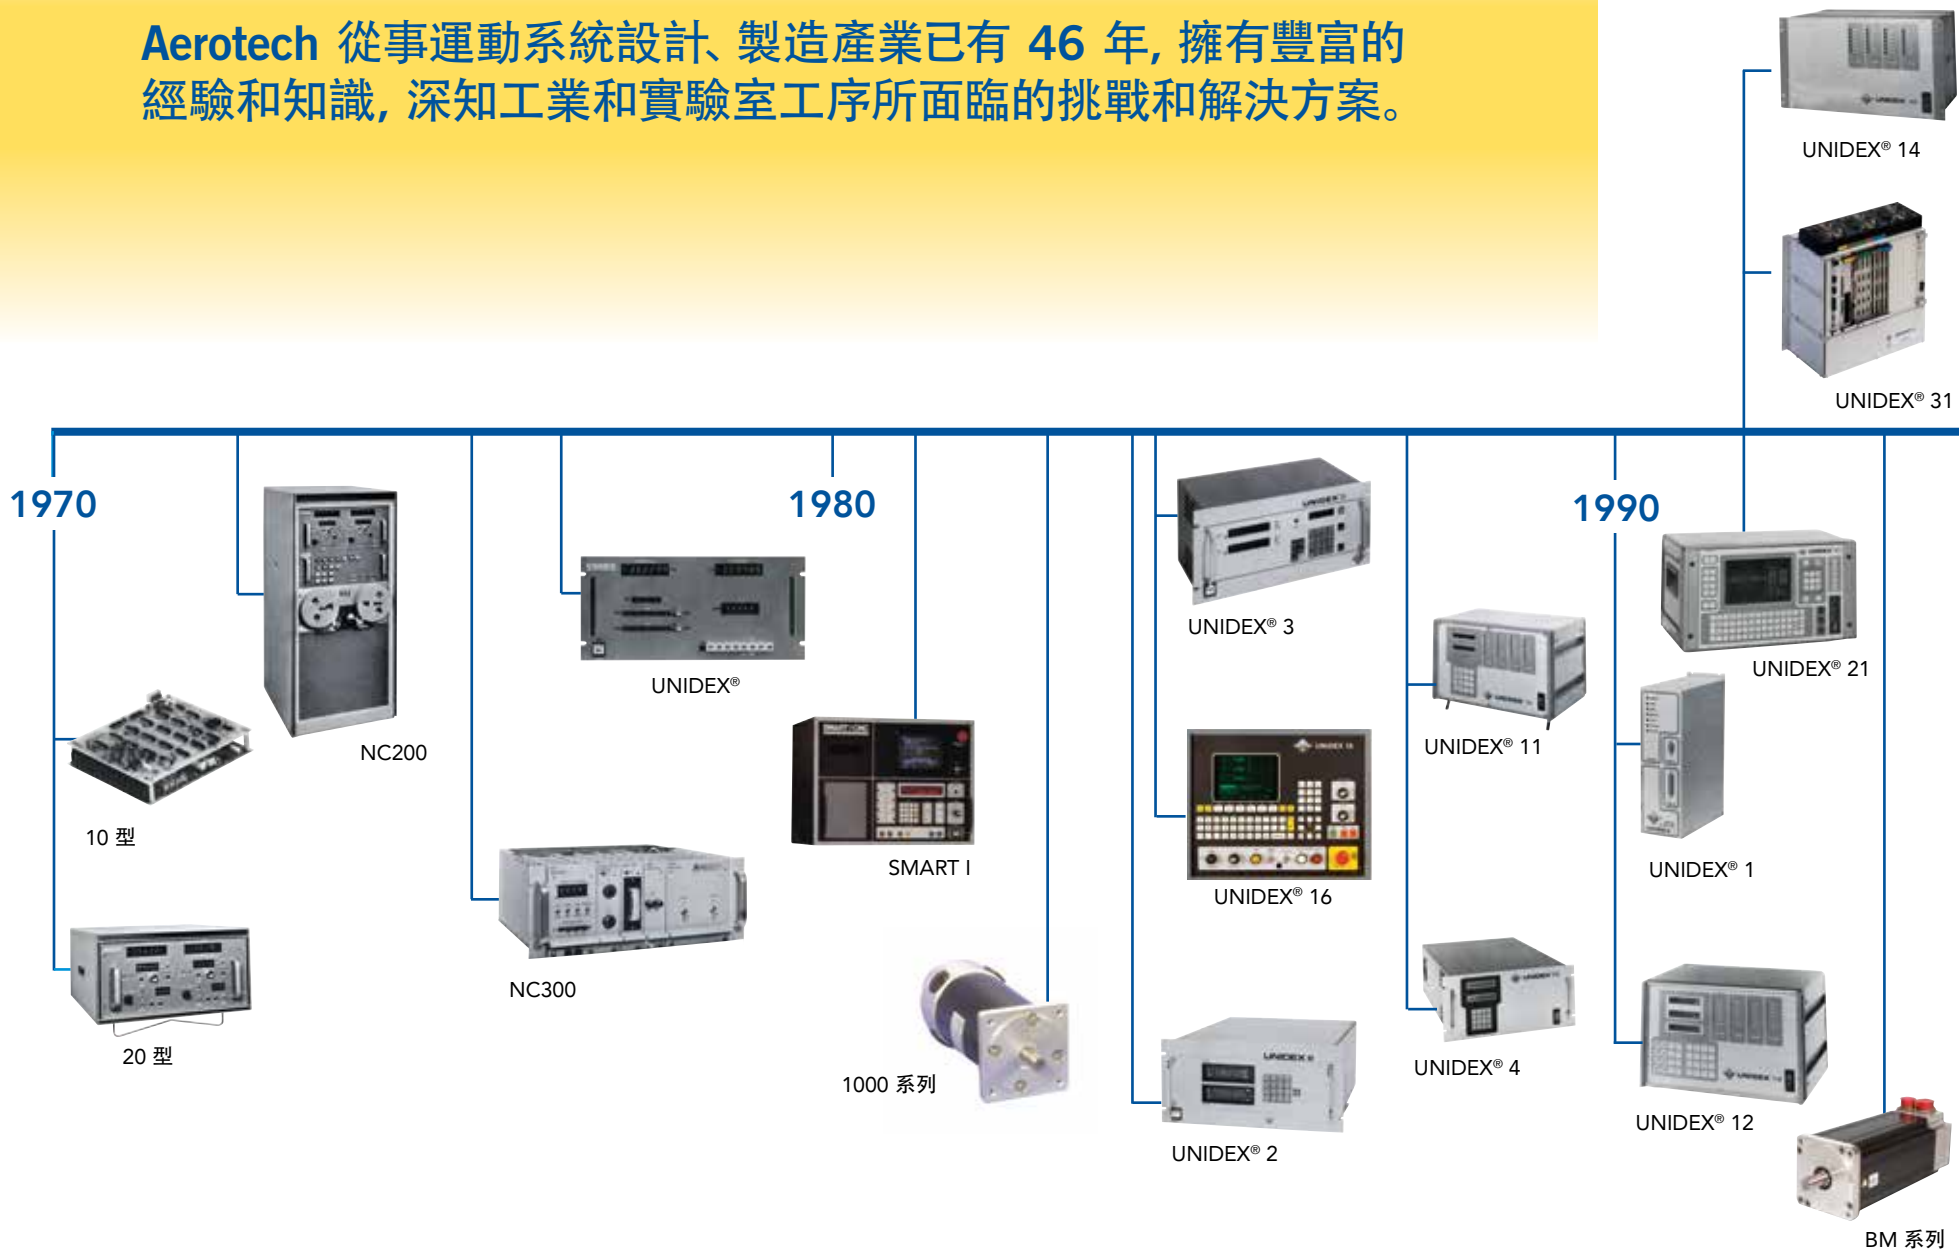 Aerotech 從事運動系統設計、製造產業已有 46 年, 擁有豐富的
經驗和知識, 深知工業和實驗室工序所面臨的挑戰和解決方案。
UNIDEX® 14
UNIDEX® 31
1970
1980
1990
NC200
10 型
20 型
UNIDEX®
NC300
SMART I
1000 系列
UNIDEX® 3
UNIDEX® 16
UNIDEX® 2
UNIDEX® 11
UNIDEX® 4
UNIDEX® 21
UNIDEX® 1
UNIDEX® 12
BM 系列